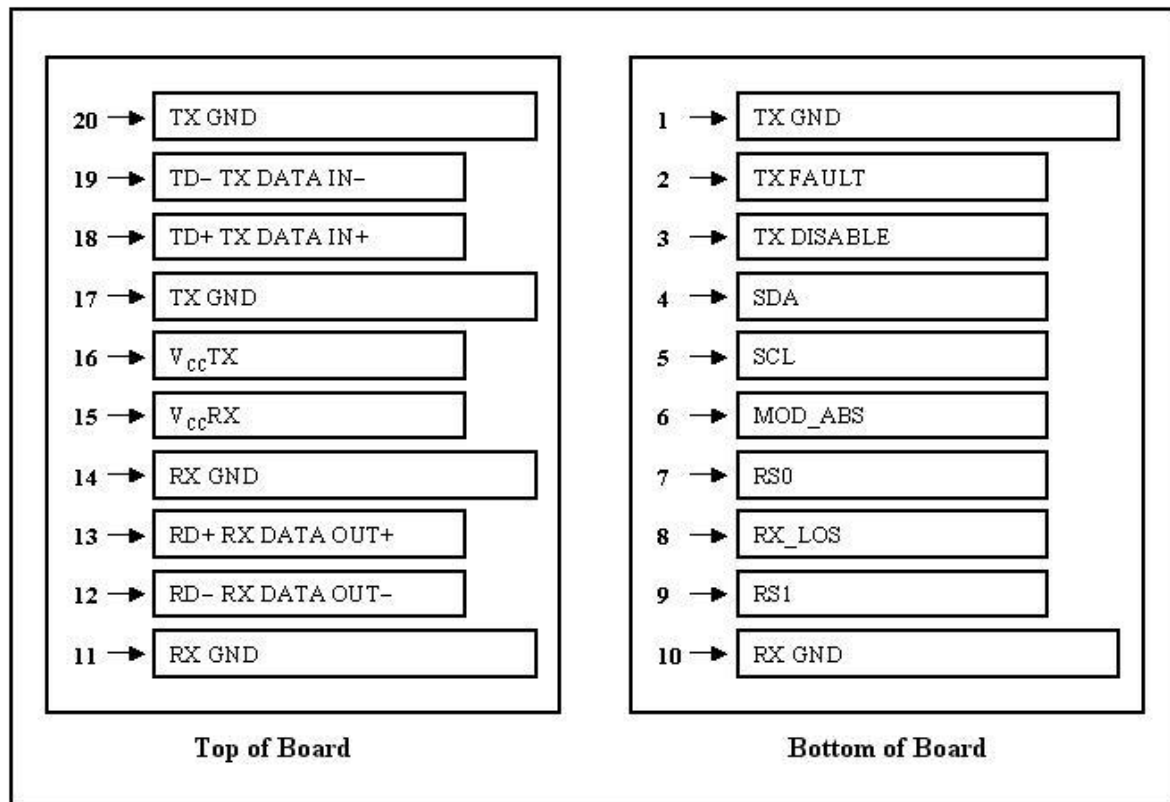 20 TX GND
19 TD– TX DATA IN–
18 TD+ TX DATA IN+
17 TX GND
16 VCCTX
15 VCCRX
14 RX GND
13 RD+ RX DATA OUT+
12 RD– RX DATA OUT–
11 RX GND
Top of Board
1 TX GND
2 TX FAULT
3 TX DISABLE
4 SDA
5 SCL
6 MOD_ABS
7 RS0
8 RX_LOS
9 RS1
10 RX GND
Bottom of Board